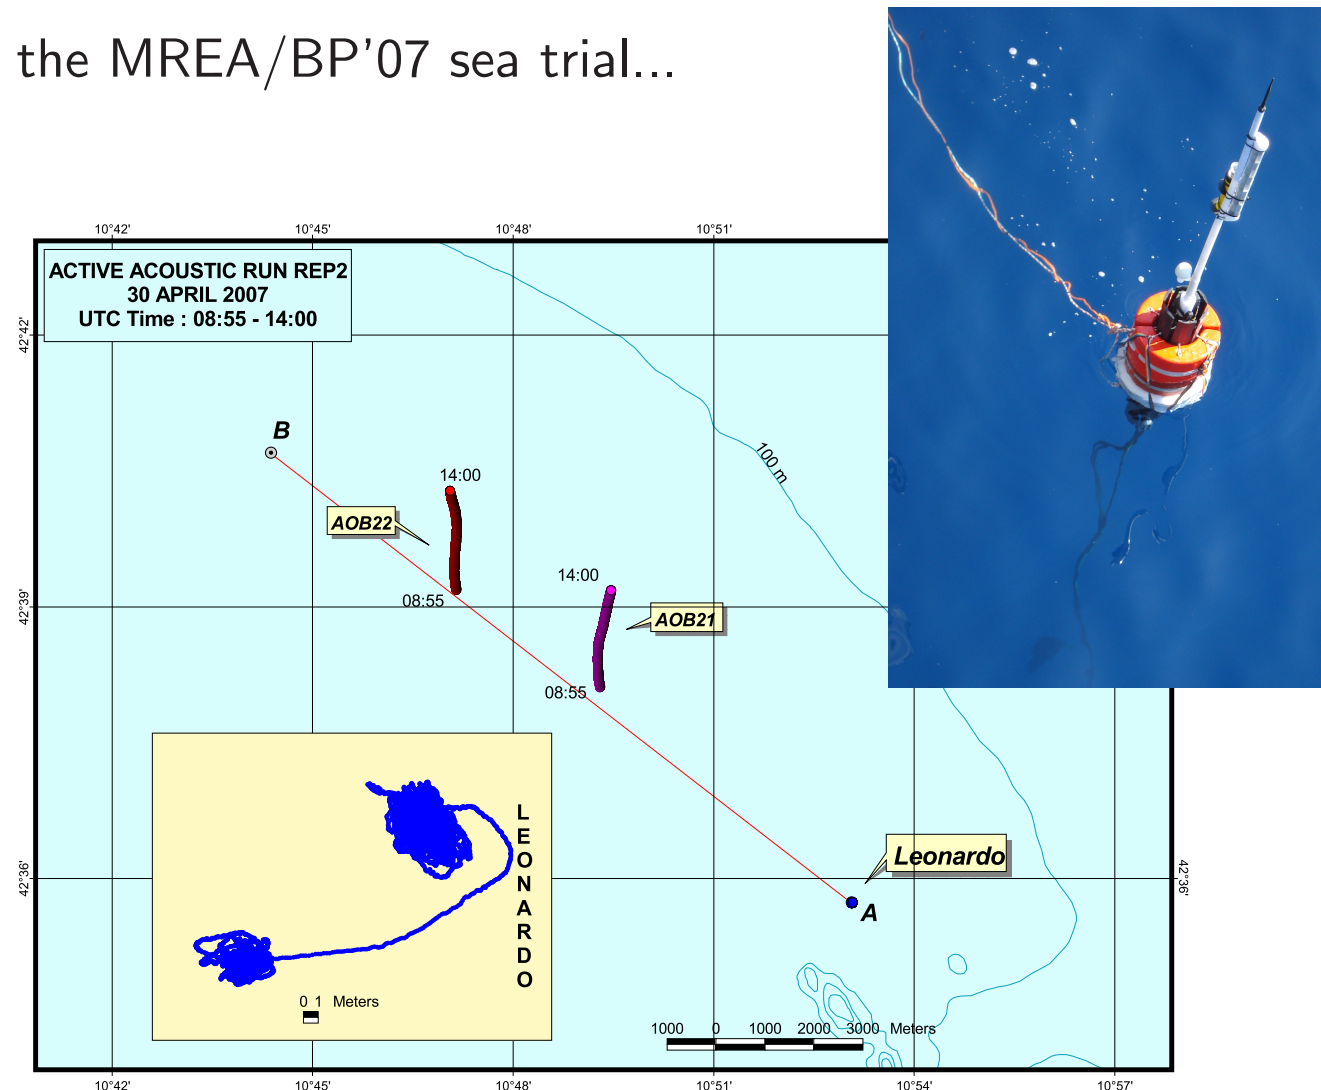 the MREA/BP'07 sea trial...
10°42'
10°45'
10°48'
10°51'
ACTIVE ACOUSTIC RUN REP2
30 APRIL 2007
UTC Time : 08:55 - 14:00
42°42'
B
14:00
100 m
AOB22
14:00
08:55
42°39'
AOB21
08:55
LEONARDO
Leonardo
42°36'
42°36'
A
0 1 Meters
1000 0 1000 2000 3000 Meters
10°42'
10°45'
10°48'
10°51'
10°54'
10°57'